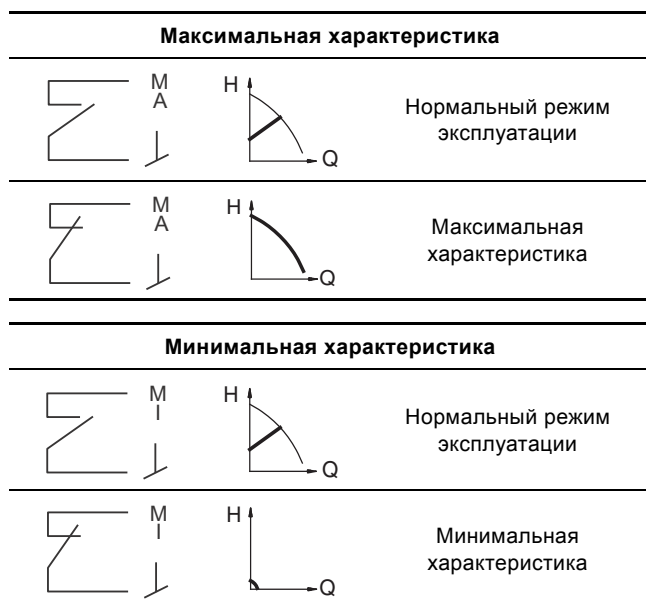 Максимальная характеристика
M
A
H
Q
Нормальный режим
эксплуатации
M
A
H
Q
Максимальная
характеристика
Минимальная характеристика
M
I
H
Q
Нормальный режим
эксплуатации
M
I
H
Q
Минимальная
характеристика